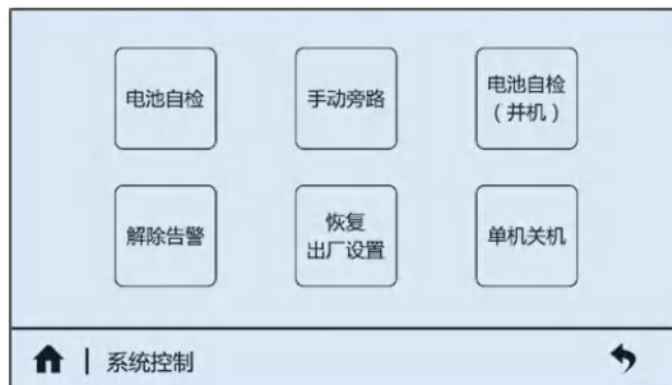 电池自检
手动旁路
电池自检
（并机）
解除告警
恢复
出厂设置
单机关机
系统控制